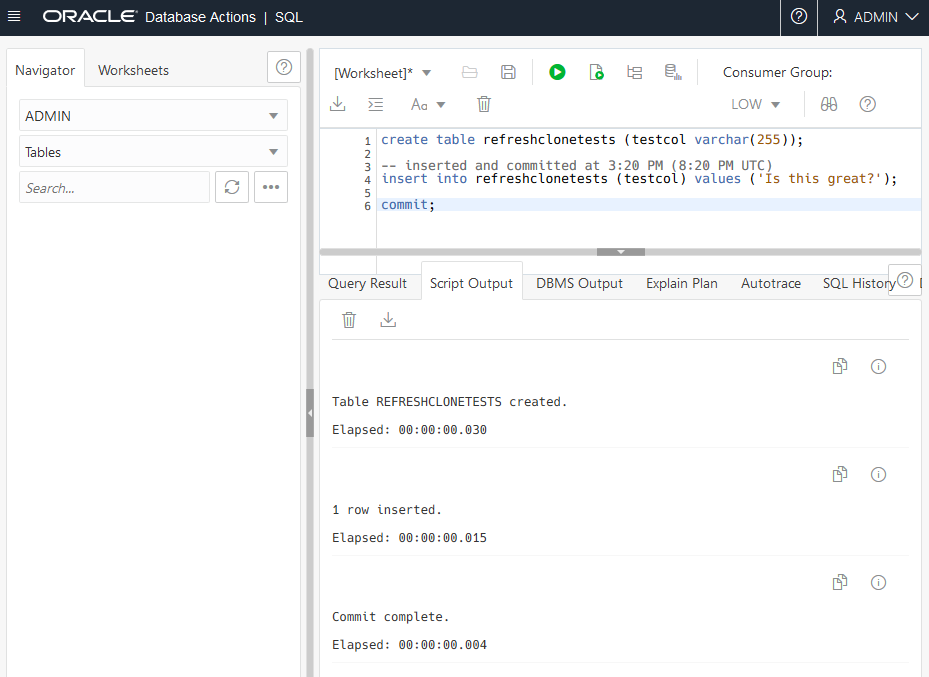 ORACLE® Database Actions | SQL
ADMIN
Navigator
Worksheets
ADMIN
Tables
Search...
[Worksheet]*
Consumer Group:
Aa
LOW
1 create table refreshclonetests (testcol varchar(255));
2
3 -- inserted and committed at 3:20 PM (8:20 PM UTC)
4 insert into refreshclonetests (testcol) values ('Is this great?');
5
6 commit;
Query Result
Script Output
DBMS Output
Explain Plan
Autotrace
SQL History
Table REFRESHCLONETESTS created.
Elapsed: 00:00:00.030
1 row inserted.
Elapsed: 00:00:00.015
Commit complete.
Elapsed: 00:00:00.004